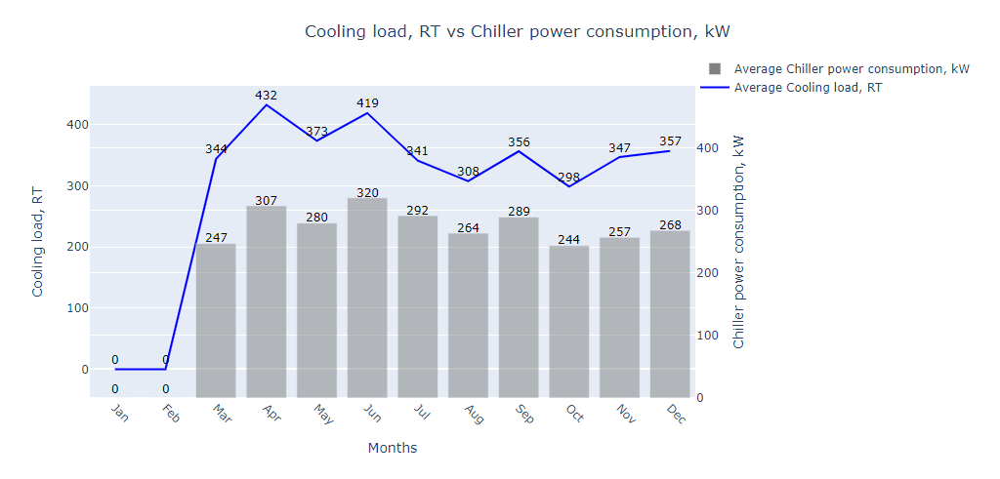 Cooling load, RT vs Chiller power consumption, kW
Average Chiller power consumption, kW
Average Cooling load, RT
432
419
400
373
344
341
356
357
347
400
308
298
300
320
307
292
289
280
300
264
268
257
247
244
200
200
100
100
0
0
0
0
0
0
Jan
Feb
Mar
Apr
May
Jun
Jul
Aug
Sep
Oct
Nov
Dec
Months
Cooling load, RT
Chiller power consumption, kW